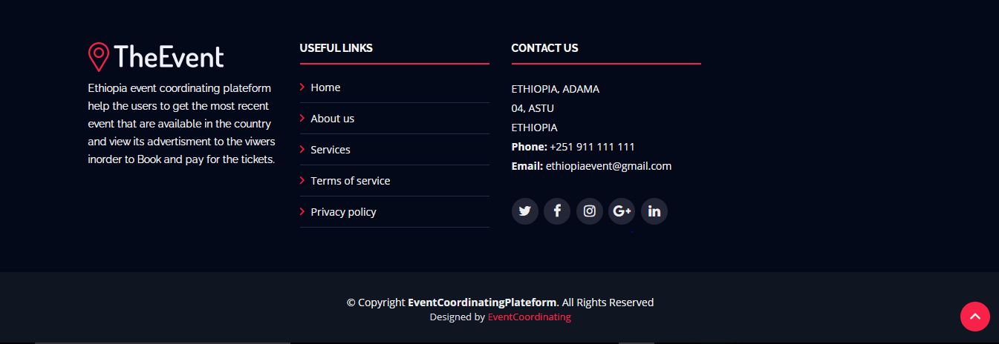 TheEvent
Ethiopia event coordinating plateform
help the users to get the most recent
event that are available in the country
and view its advertisment to the viwers
inorder to Book and pay for the tickets.
USEFUL LINKS
Home
About us
Services
Terms of service
Privacy policy
CONTACT US
ETHIOPIA, ADAMA
04, ASTU
ETHIOPIA
Phone: +251 911 111 111
Email: ethiopiaevent@gmail.com
© Copyright EventCoordinatingPlateform. All Rights Reserved
Designed by EventCoordinating